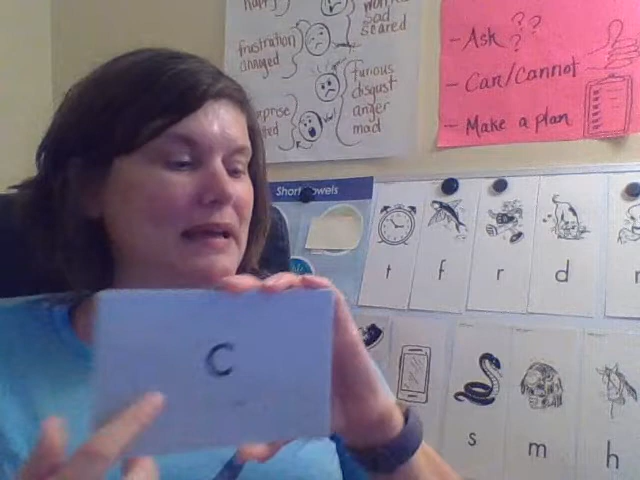 sad
scared
frustration
annoyed
furious
disgust
anger
mad
- Ask ???
- Can/Cannot
- Make a plan
Short Vowels
t f r d
c
s m h